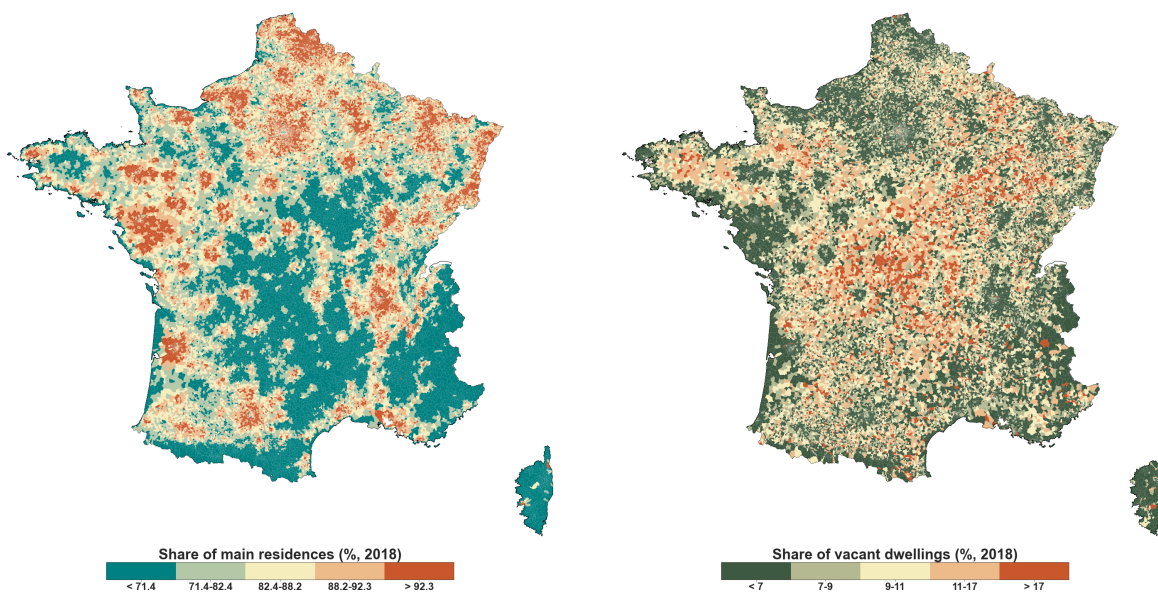 Share of main residences (%, 2018)
< 71.4 71.4-82.4 82.4-88.2 88.2-92.3 > 92.3
Share of vacant dwellings (%, 2018)
< 7 7-9 9-11 11-17 > 17